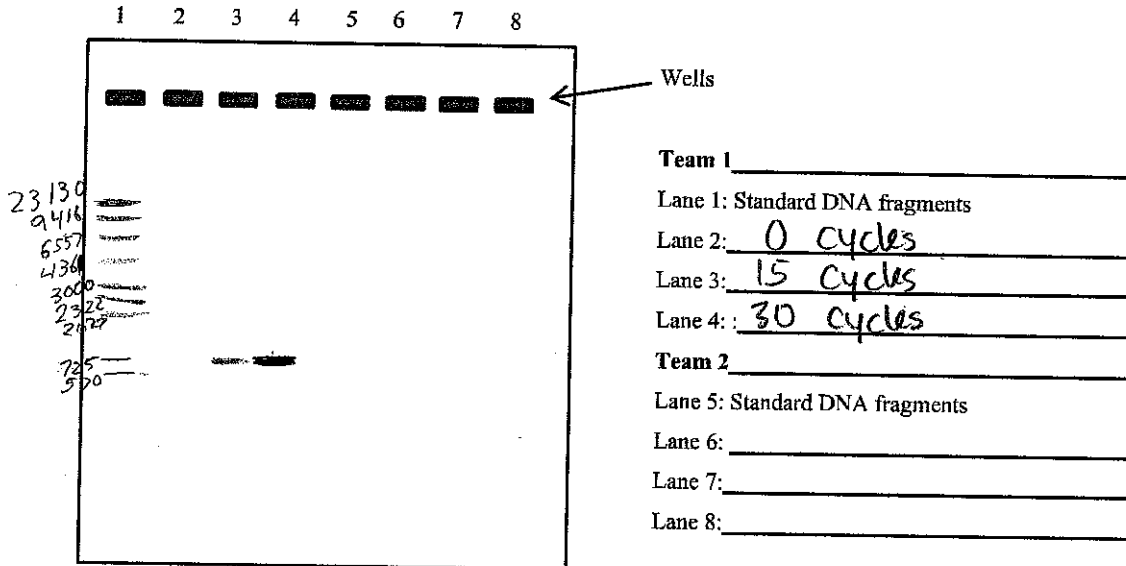 1 2 3 4 5 6 7 8
Wells
23130
9416
6557
4361
3000
2322
2027
725
570
Team 1
Lane 1: Standard DNA fragments
Lane 2: 0 cycles
Lane 3: 15 cycles
Lane 4: : 30 cycles
Team 2
Lane 5: Standard DNA fragments
Lane 6:
Lane 7:
Lane 8: